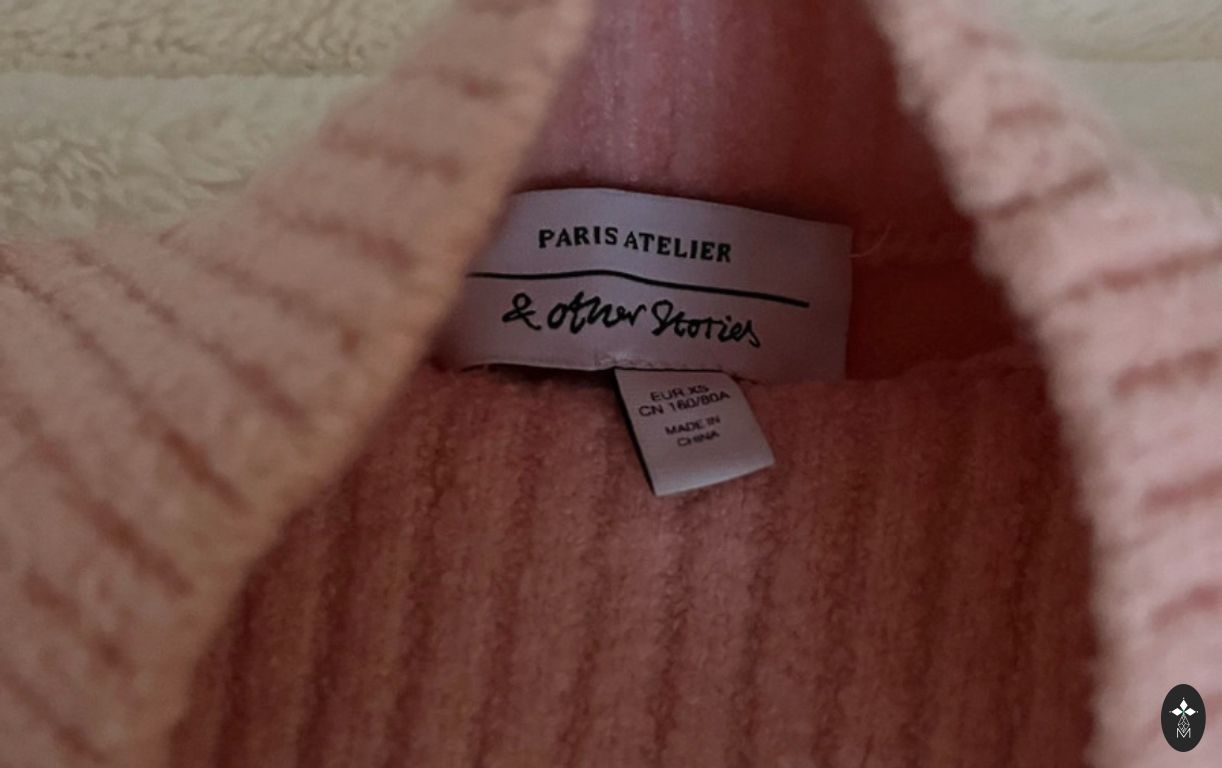 PARIS ATELIER
& other Stories
EUR XS
CN 160/80A
MADE IN
CHINA
M